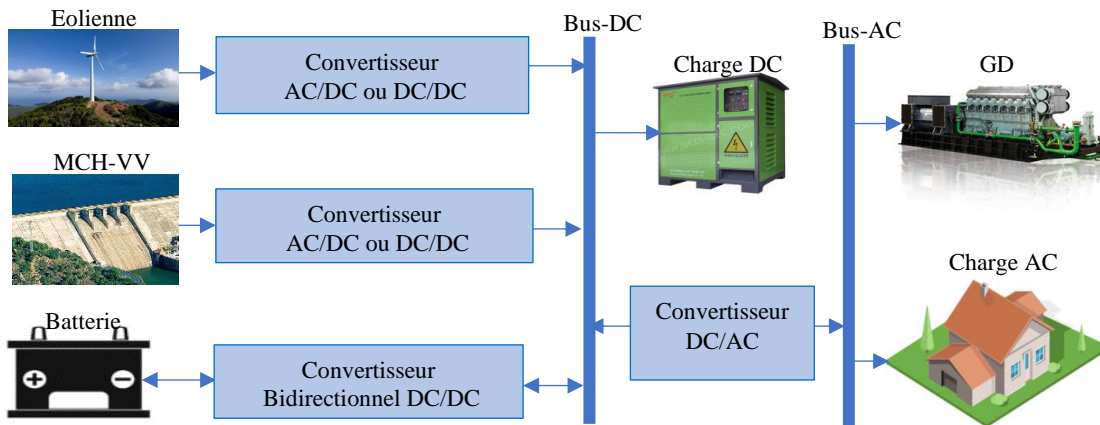 Eolienne
Convertisseur
AC/DC ou DC/DC
Bus-DC
Charge DC
Bus-AC
GD
MCH-VV
Convertisseur
AC/DC ou DC/DC
Batterie
Convertisseur
Bidirectionnel DC/DC
Convertisseur
DC/AC
Charge AC